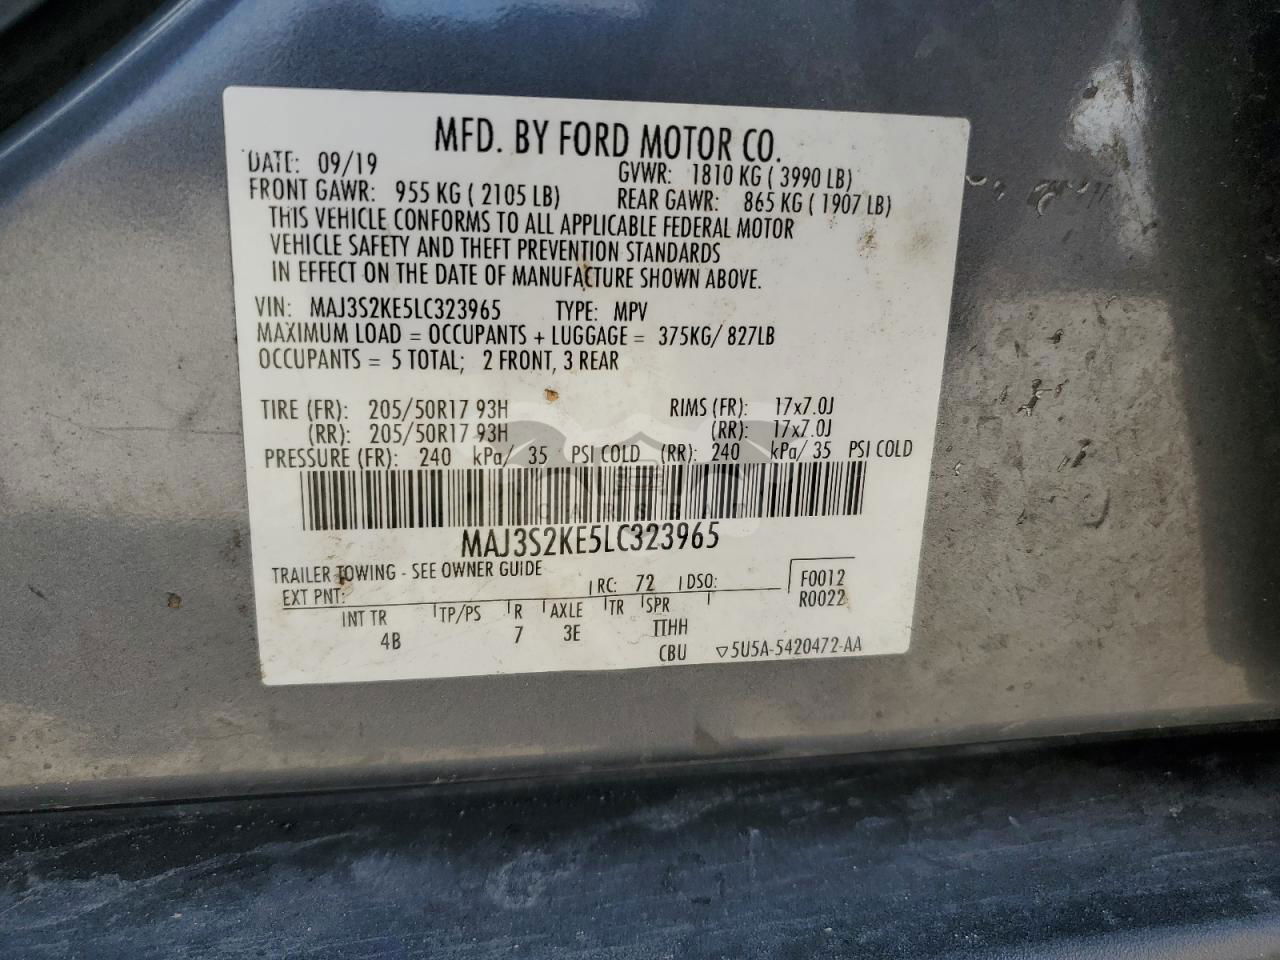 MFD. BY FORD MOTOR CO.
DATE: 09/19 GVWR: 1810 KG ( 3990 LB)
FRONT GAWR: 955 KG ( 2105 LB) REAR GAWR: 865 KG ( 1907 LB)
THIS VEHICLE CONFORMS TO ALL APPLICABLE FEDERAL MOTOR
VEHICLE SAFETY AND THEFT PREVENTION STANDARDS
IN EFFECT ON THE DATE OF MANUFACTURE SHOWN ABOVE.
VIN: MAJ3S2KE5LC323965 TYPE: MPV
MAXIMUM LOAD = OCCUPANTS + LUGGAGE = 375KG/ 827LB
OCCUPANTS = 5 TOTAL; 2 FRONT, 3 REAR
TIRE (FR): 205/50R17 93H RIMS (FR): 17x7.0J
(RR): 205/50R17 93H (RR): 17x7.0J
PRESSURE (FR): 240 kPa/ 35 PSI COLD (RR): 240 kPa/ 35 PSI COLD
MAJ3S2KE5LC323965
TRAILER TOWING - SEE OWNER GUIDE
EXT PNT: RC: 72 DSO: F0012
R0022
INT TR TP/PS R AXLE TR SPR
4B 7 3E TTHH
CBU 5U5A-5420472-AA